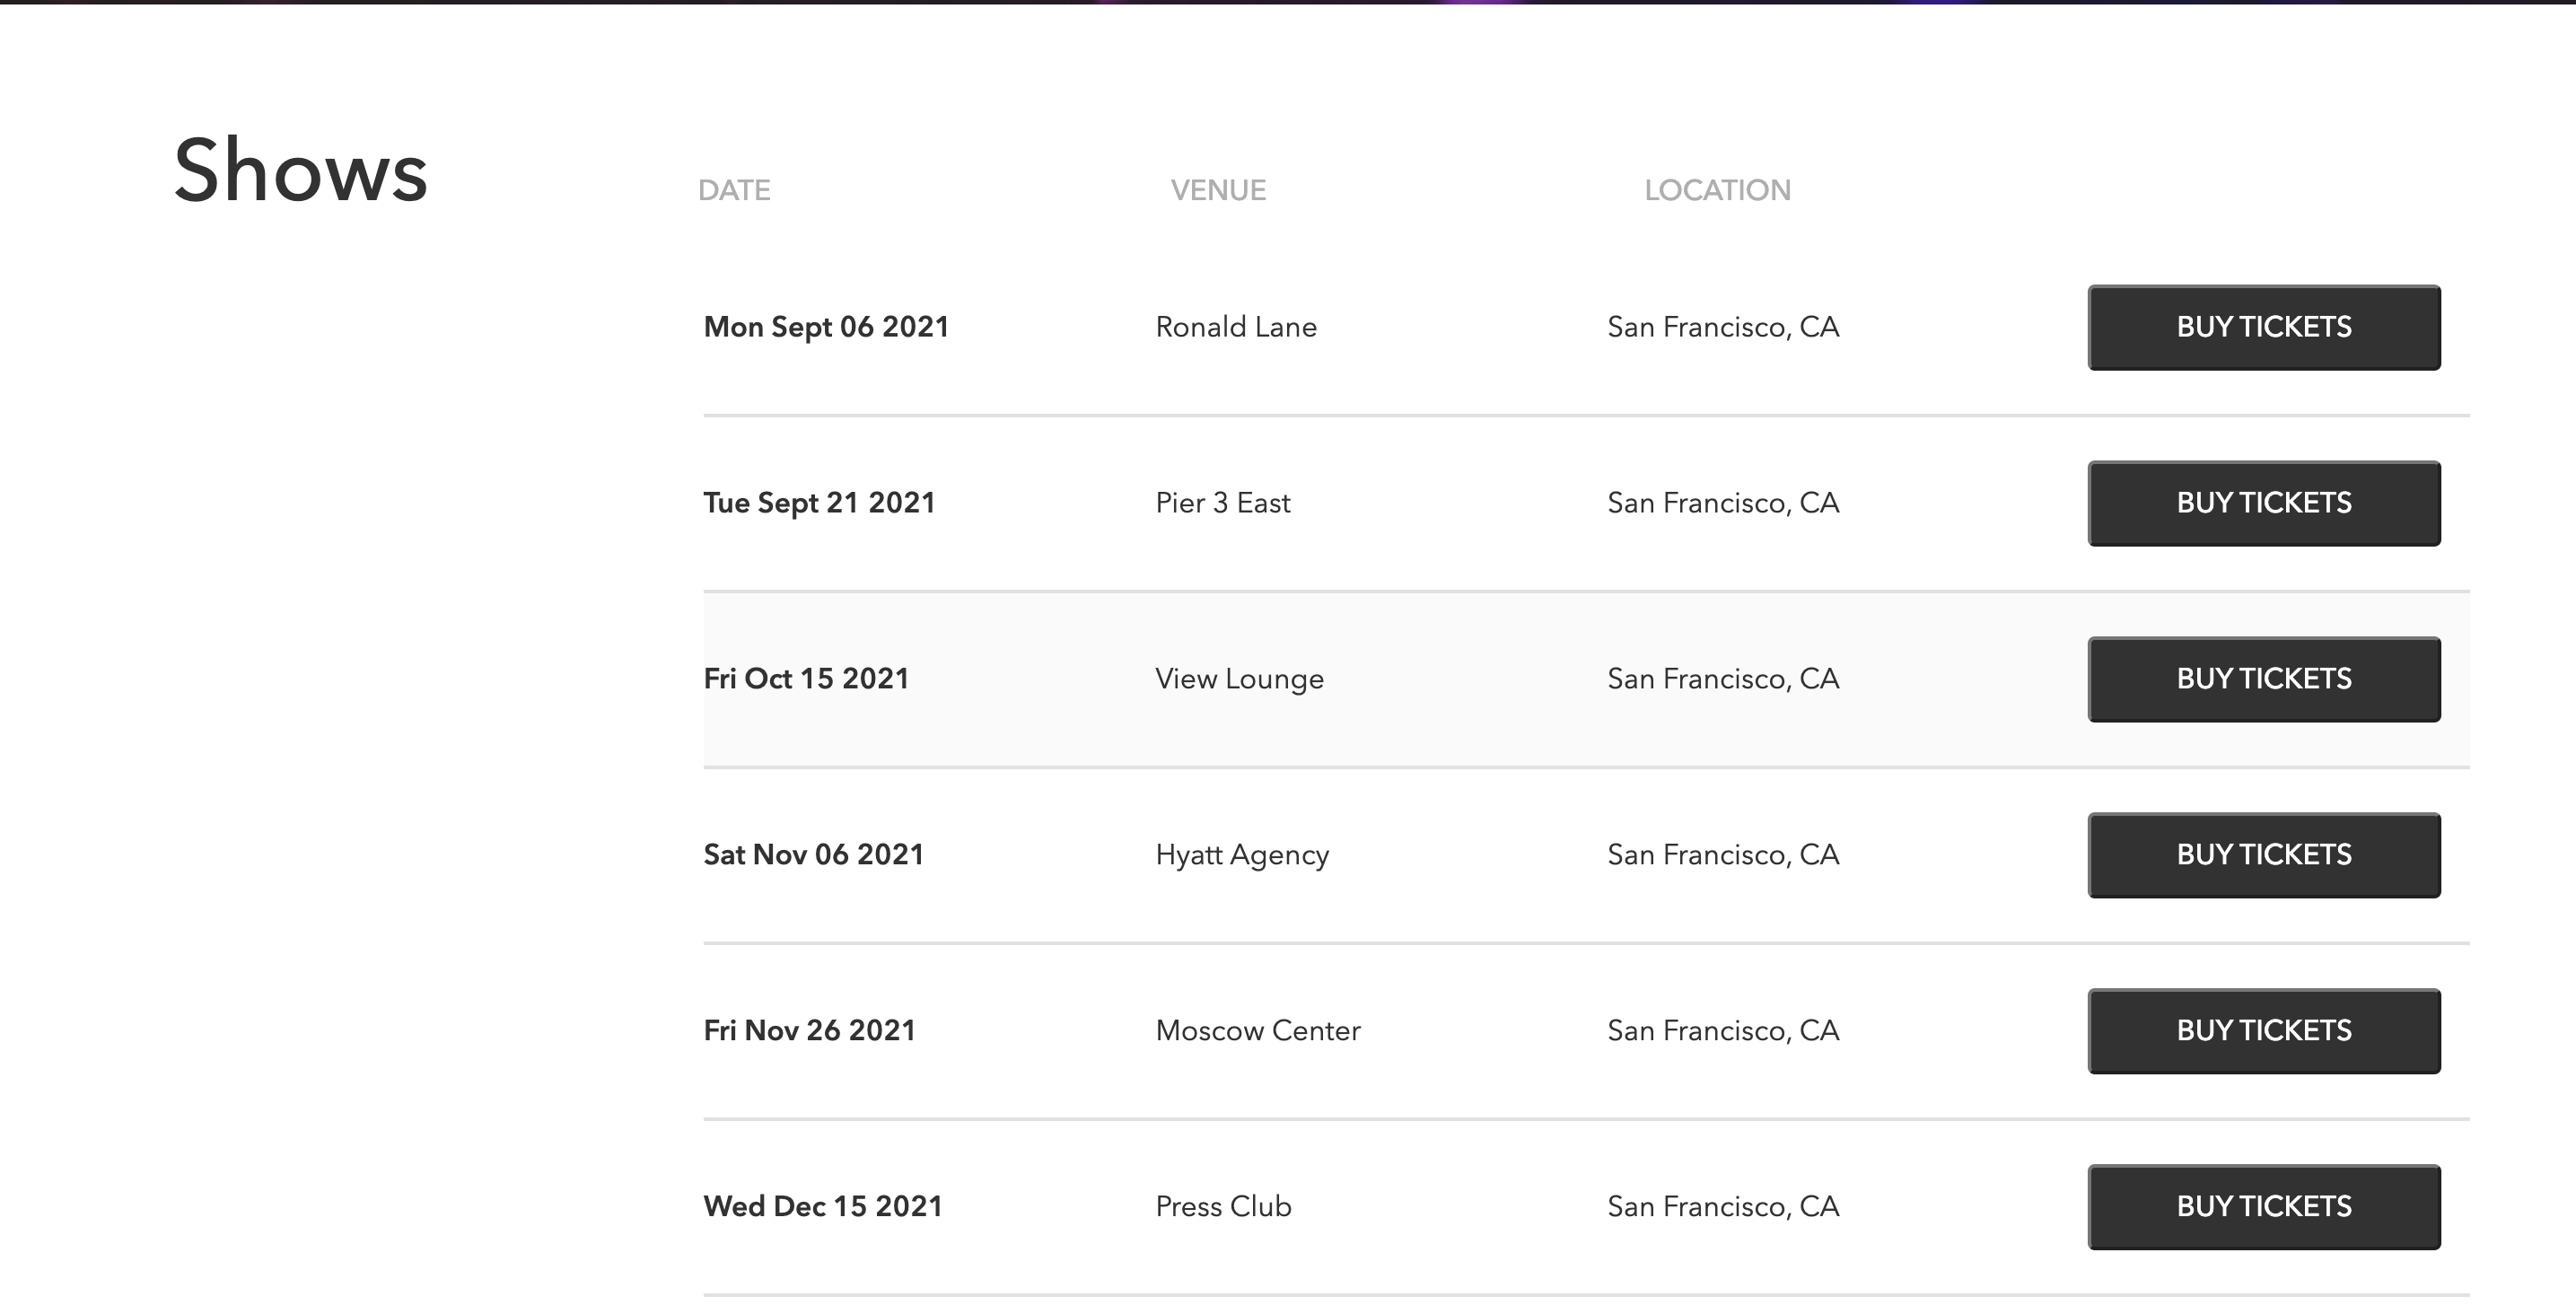 Shows
DATE VENUE LOCATION
Mon Sept 06 2021 Ronald Lane San Francisco, CA BUY TICKETS
Tue Sept 21 2021 Pier 3 East San Francisco, CA BUY TICKETS
Fri Oct 15 2021 View Lounge San Francisco, CA BUY TICKETS
Sat Nov 06 2021 Hyatt Agency San Francisco, CA BUY TICKETS
Fri Nov 26 2021 Moscow Center San Francisco, CA BUY TICKETS
Wed Dec 15 2021 Press Club San Francisco, CA BUY TICKETS